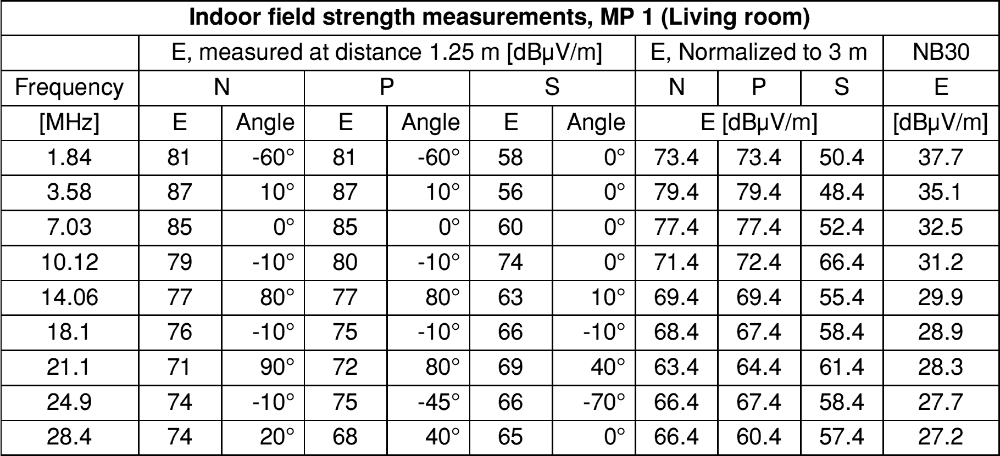 Indoor field strength measurements, MP 1 (Living room)
E, measured at distance 1.25 m [dBµV/m] E, Normalized to 3 m NB30
Frequency N P S N P S E
[MHz] E Angle E Angle E Angle E [dBµV/m] [dBµV/m]
1.84 81 -60° 81 -60° 58 0° 73.4 73.4 50.4 37.7
3.58 87 10° 87 10° 56 0° 79.4 79.4 48.4 35.1
7.03 85 0° 85 0° 60 0° 77.4 77.4 52.4 32.5
10.12 79 -10° 80 -10° 74 0° 71.4 72.4 66.4 31.2
14.06 77 80° 77 80° 63 10° 69.4 69.4 55.4 29.9
18.1 76 -10° 75 -10° 66 -10° 68.4 67.4 58.4 28.9
21.1 71 90° 72 80° 69 40° 63.4 64.4 61.4 28.3
24.9 74 -10° 75 -45° 66 -70° 66.4 67.4 58.4 27.7
28.4 74 20° 68 40° 65 0° 66.4 60.4 57.4 27.2